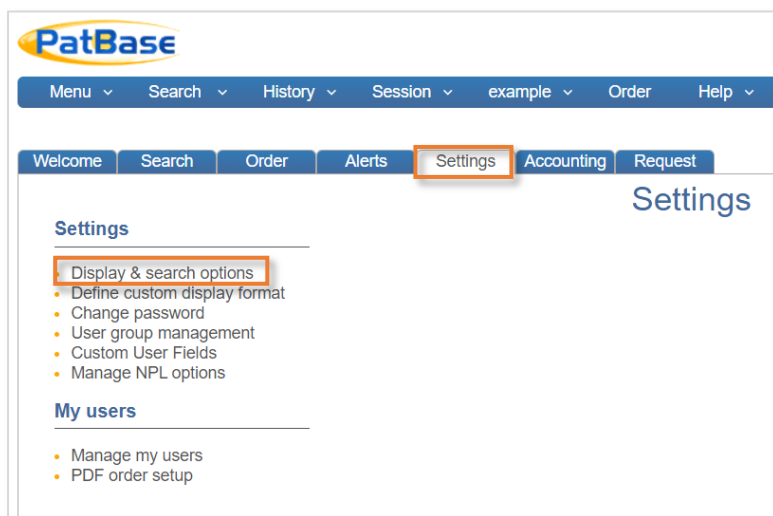 PatBase
Menu Search History Session example Order Help
Welcome Search Order Alerts Settings Accounting Request
Settings
Settings
Display & search options
Define custom display format
Change password
User group management
Custom User Fields
Manage NPL options
My users
Manage my users
PDF order setup